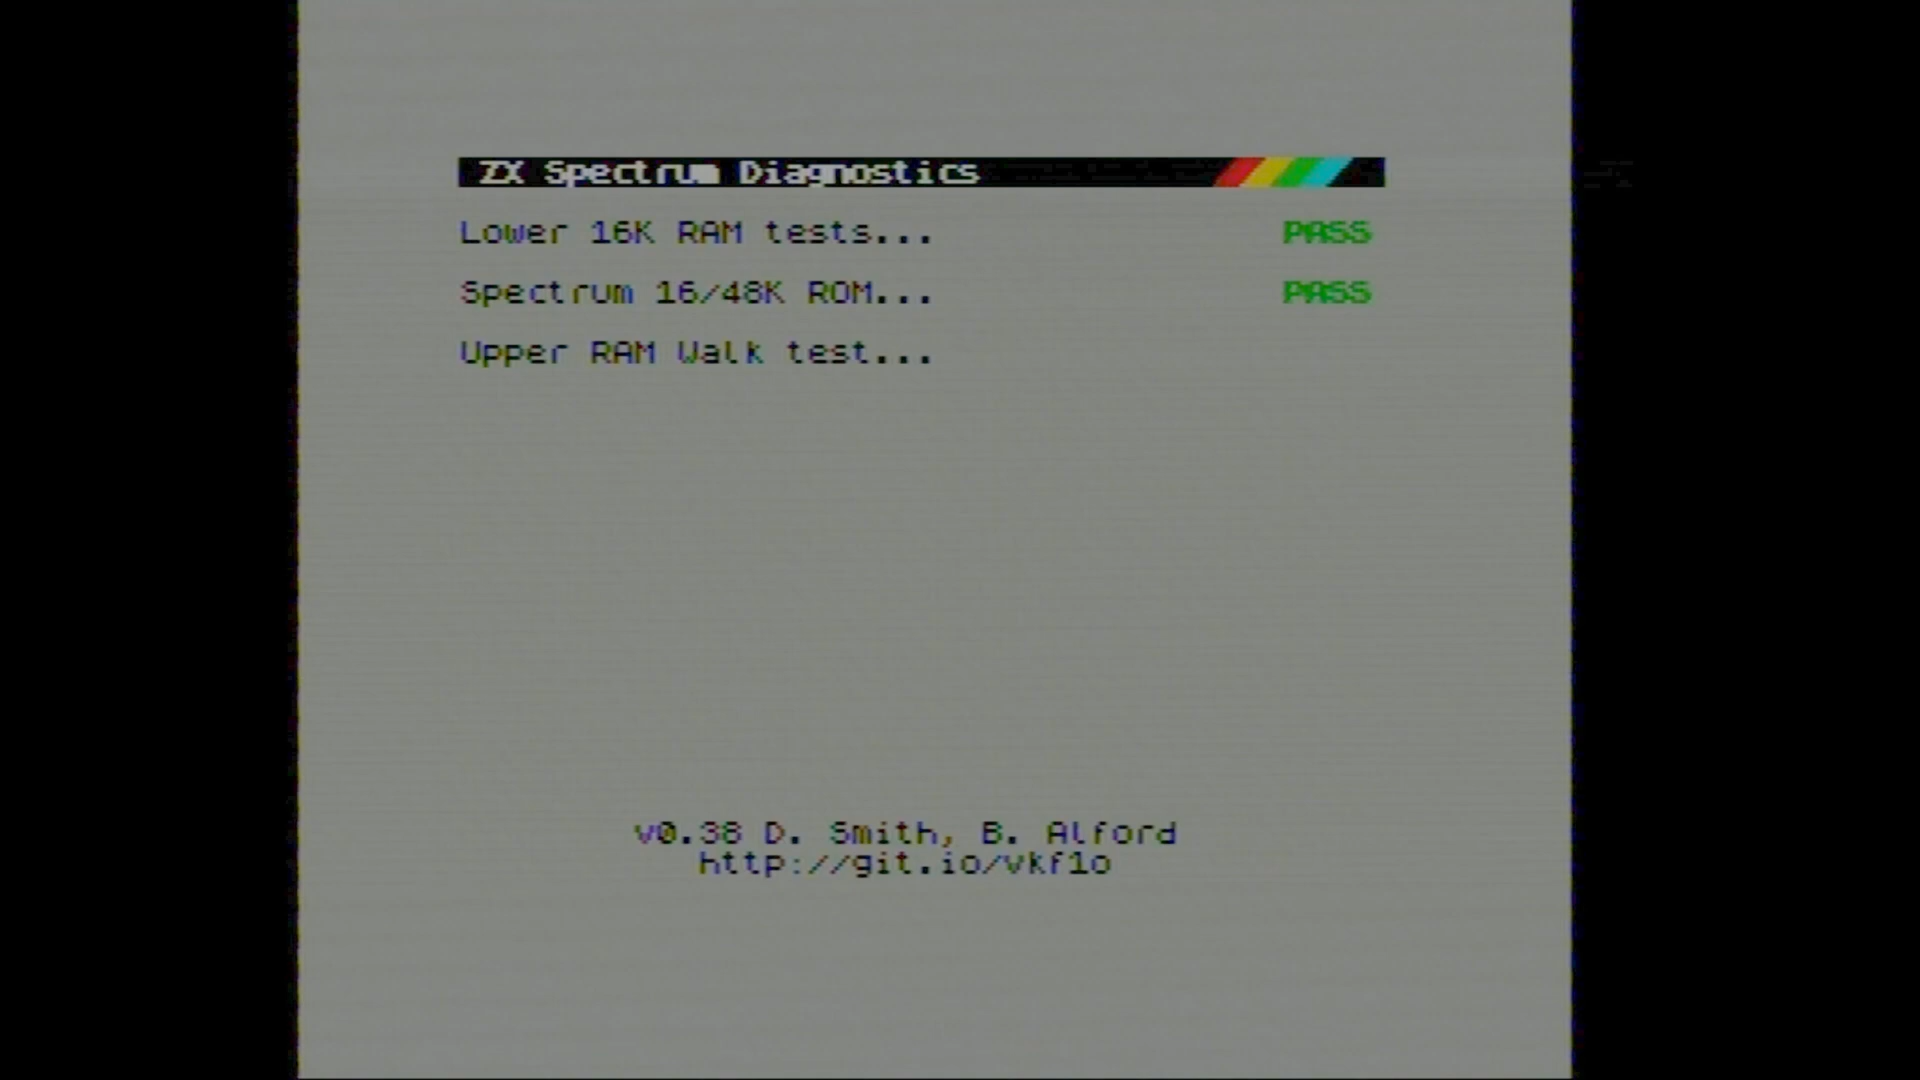 ZX Spectrum Diagnostics
Lower 16K RAM tests... PASS
Spectrum 16/48K ROM... PASS
Upper RAM Walk test...
v0.38 D. Smith, B. Alford
http://git.io/vkf1o